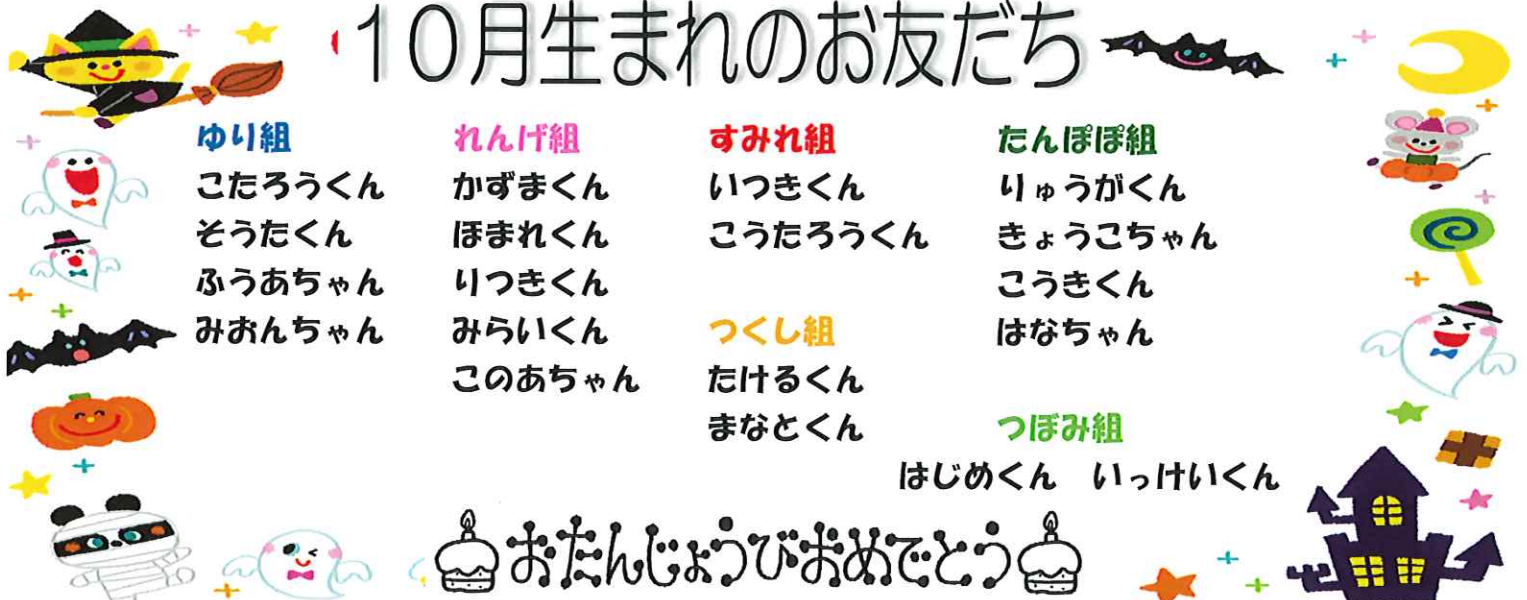 10月生まれのお友だち
ゆり組
こたろうくん
そうたくん
ふうあちゃん
みおんちゃん
れんげ組
かずまくん
ほまれくん
りつきくん
みらいくん
このあちゃん
すみれ組
いつきくん
こうたろうくん
つくし組
たけるくん
まなとくん
たんぽぽ組
りゅうがくん
きょうこちゃん
こうきくん
はなちゃん
つぼみ組
はじめくん　いっけいくん
おたんじょうびおめでとう